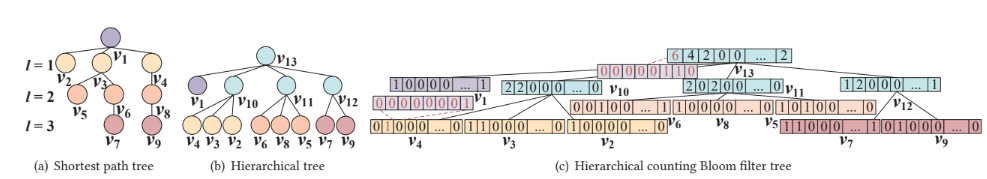 l = 1
l = 2
l = 3
v1
v2
v3
v4
v5
v6
v8
v7
v9
(a) Shortest path tree
v13
v1
v10
v11
v12
v4 v3 v2 v6 v8 v5 v7 v9
(b) Hierarchical tree
6 4 2 0 0 ... 2
0 0 0 0 0 1 1 0
v13
1 0 0 0 0 ... 1
v1
2 2 0 0 0 ... 0
v10
2 0 2 0 0 ... 0
v11
1 2 0 0 0 ... 1
v12
0 0 0 0 0 0 0 1
0 0 1 0 0 ... 1
v6
1 0 0 0 0 ... 0
v8
1 0 1 0 0 ... 0
v5
0 1 0 0 0 ... 0
v4
1 1 0 0 0 ... 0
v3
1 0 0 0 0 ... 0
v2
1 1 0 0 0 ... 1
v7
0 1 0 0 0 ... 0
v9
(c) Hierarchical counting Bloom filter tree